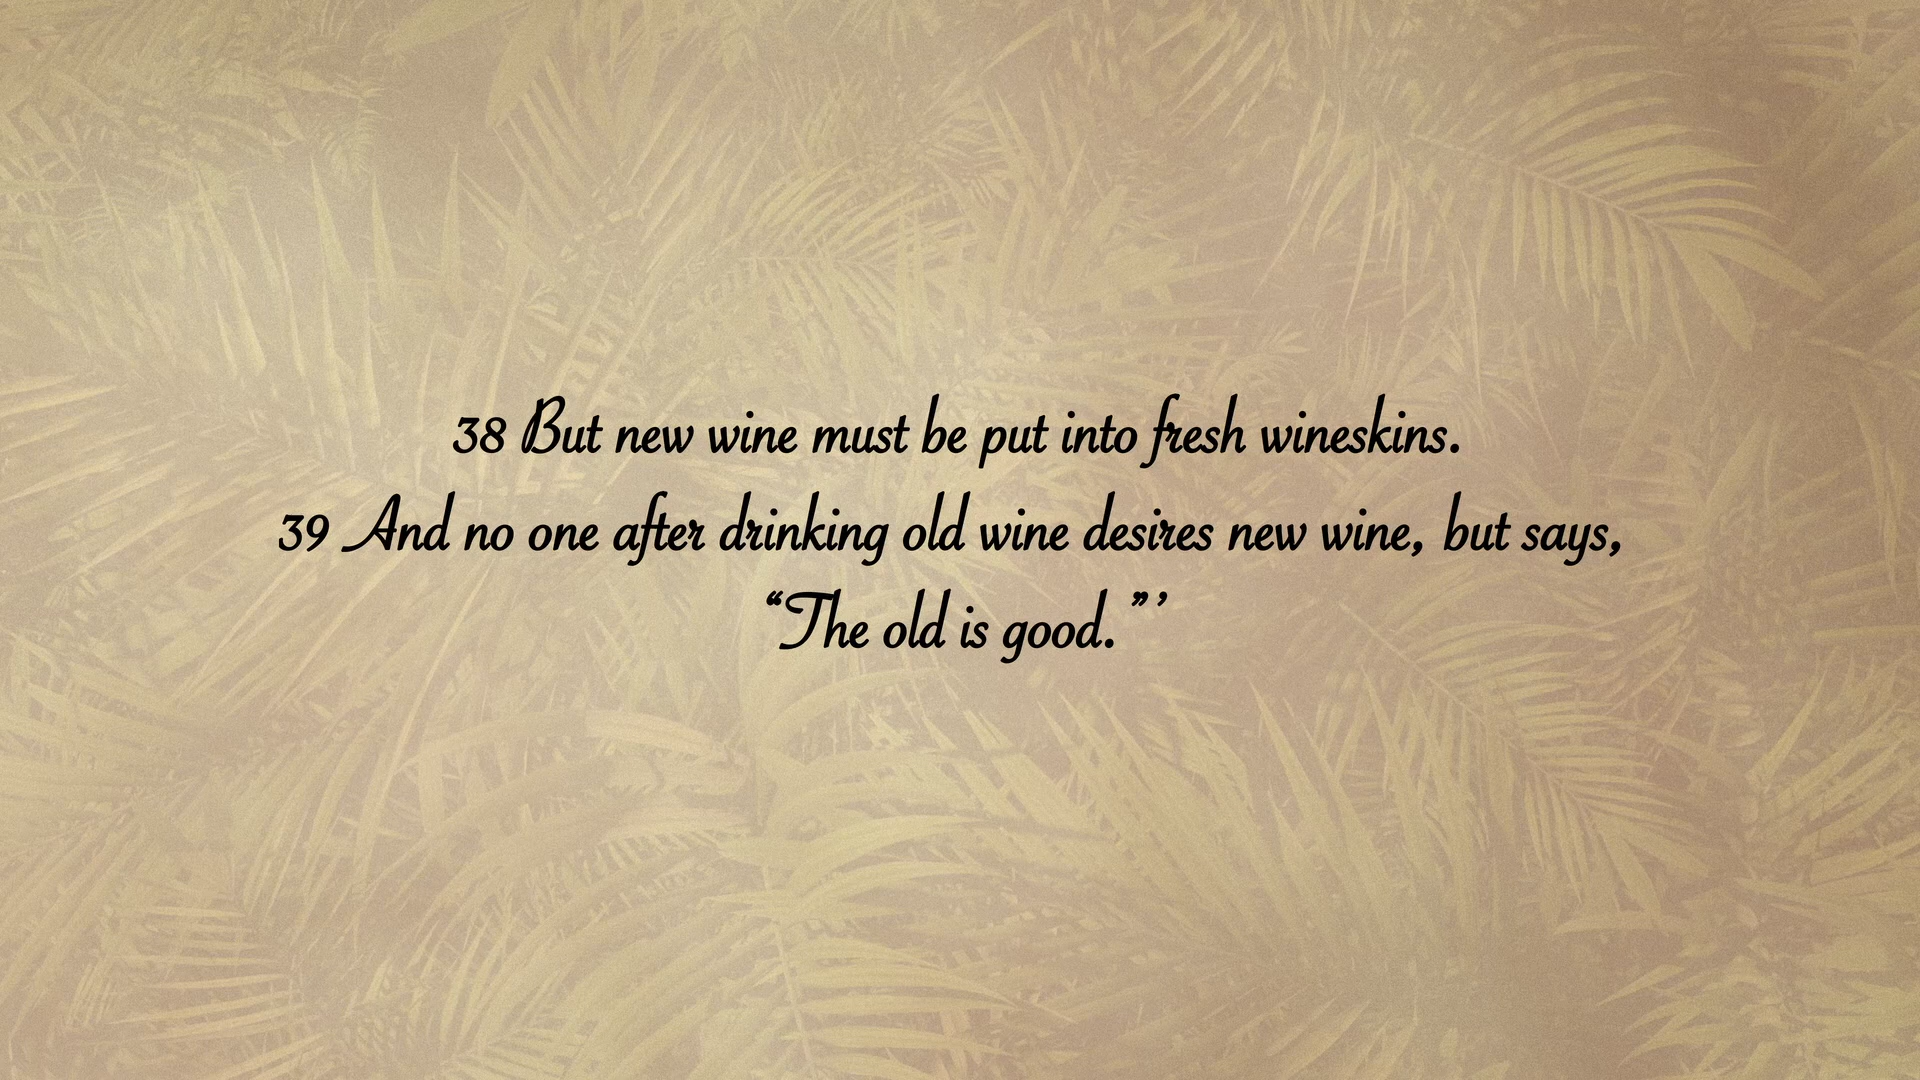 38 But new wine must be put into fresh wineskins.
39 And no one after drinking old wine desires new wine, but says,
“The old is good.” ’